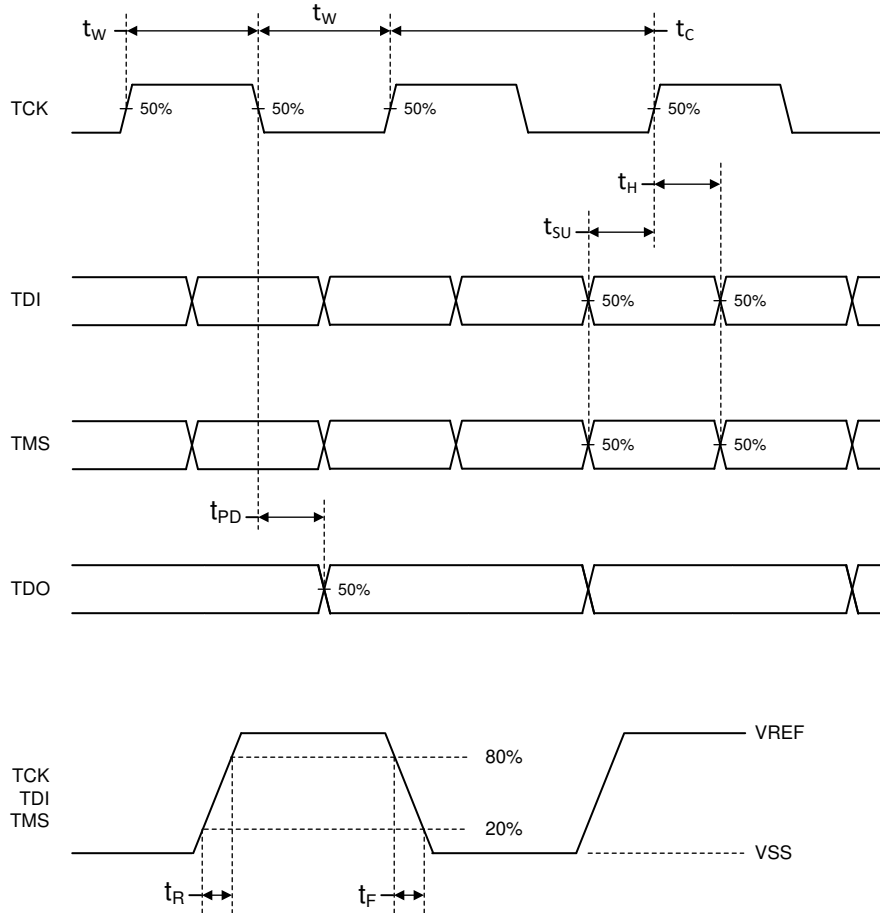 tW tW tC
TCK 50% 50% 50% 50%
tH
tSU
TDI 50% 50%
TMS 50% 50%
tPD
TDO 50%
VREF
80%
TCK
TDI
TMS
20%
VSS
tR tF